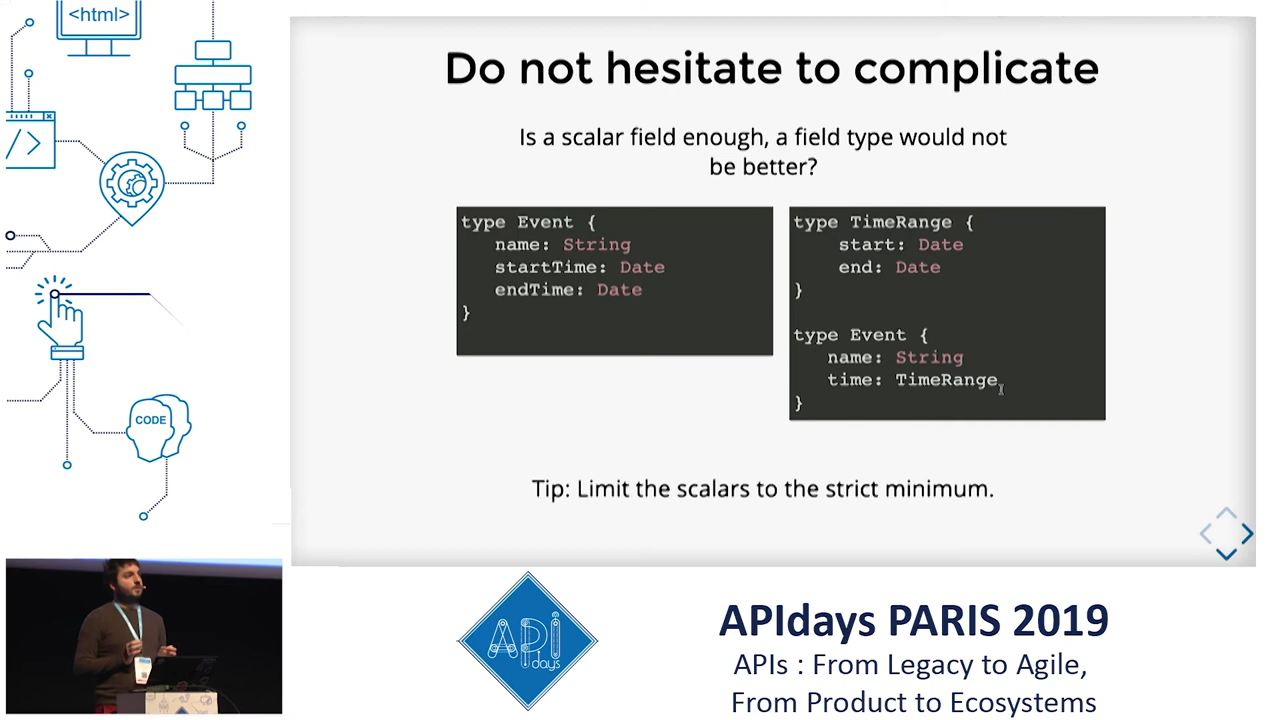 <html>
Do not hesitate to complicate
Is a scalar field enough, a field type would not
be better?
type Event {
name: String
startTime: Date
endTime: Date
}
type TimeRange {
start: Date
end: Date
}
type Event {
name: String
time: TimeRange
}
</>
CODE
Tip: Limit the scalars to the strict minimum.
API
days
APIdays PARIS 2019
APIs : From Legacy to Agile,
From Product to Ecosystems